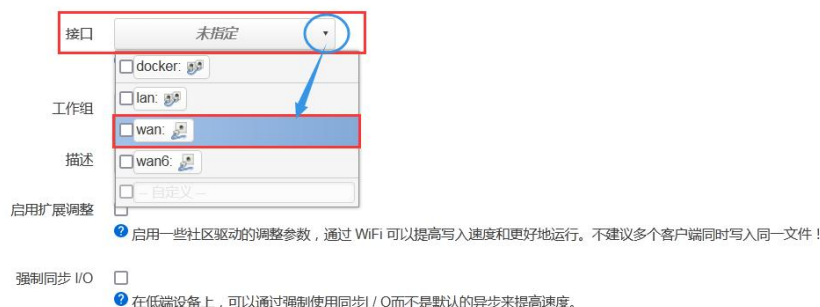 接口 未指定
docker:
lan:
工作组
wan:
描述
wan6:
-- 自定义 --
启用扩展调整
启用一些社区驱动的调整参数，通过 WiFi 可以提高写入速度和更好地运行。不建议多个客户端同时写入同一文件！
强制同步 I/O
在低端设备上，可以通过强制使用同步I / O而不是默认的异步来提高速度。